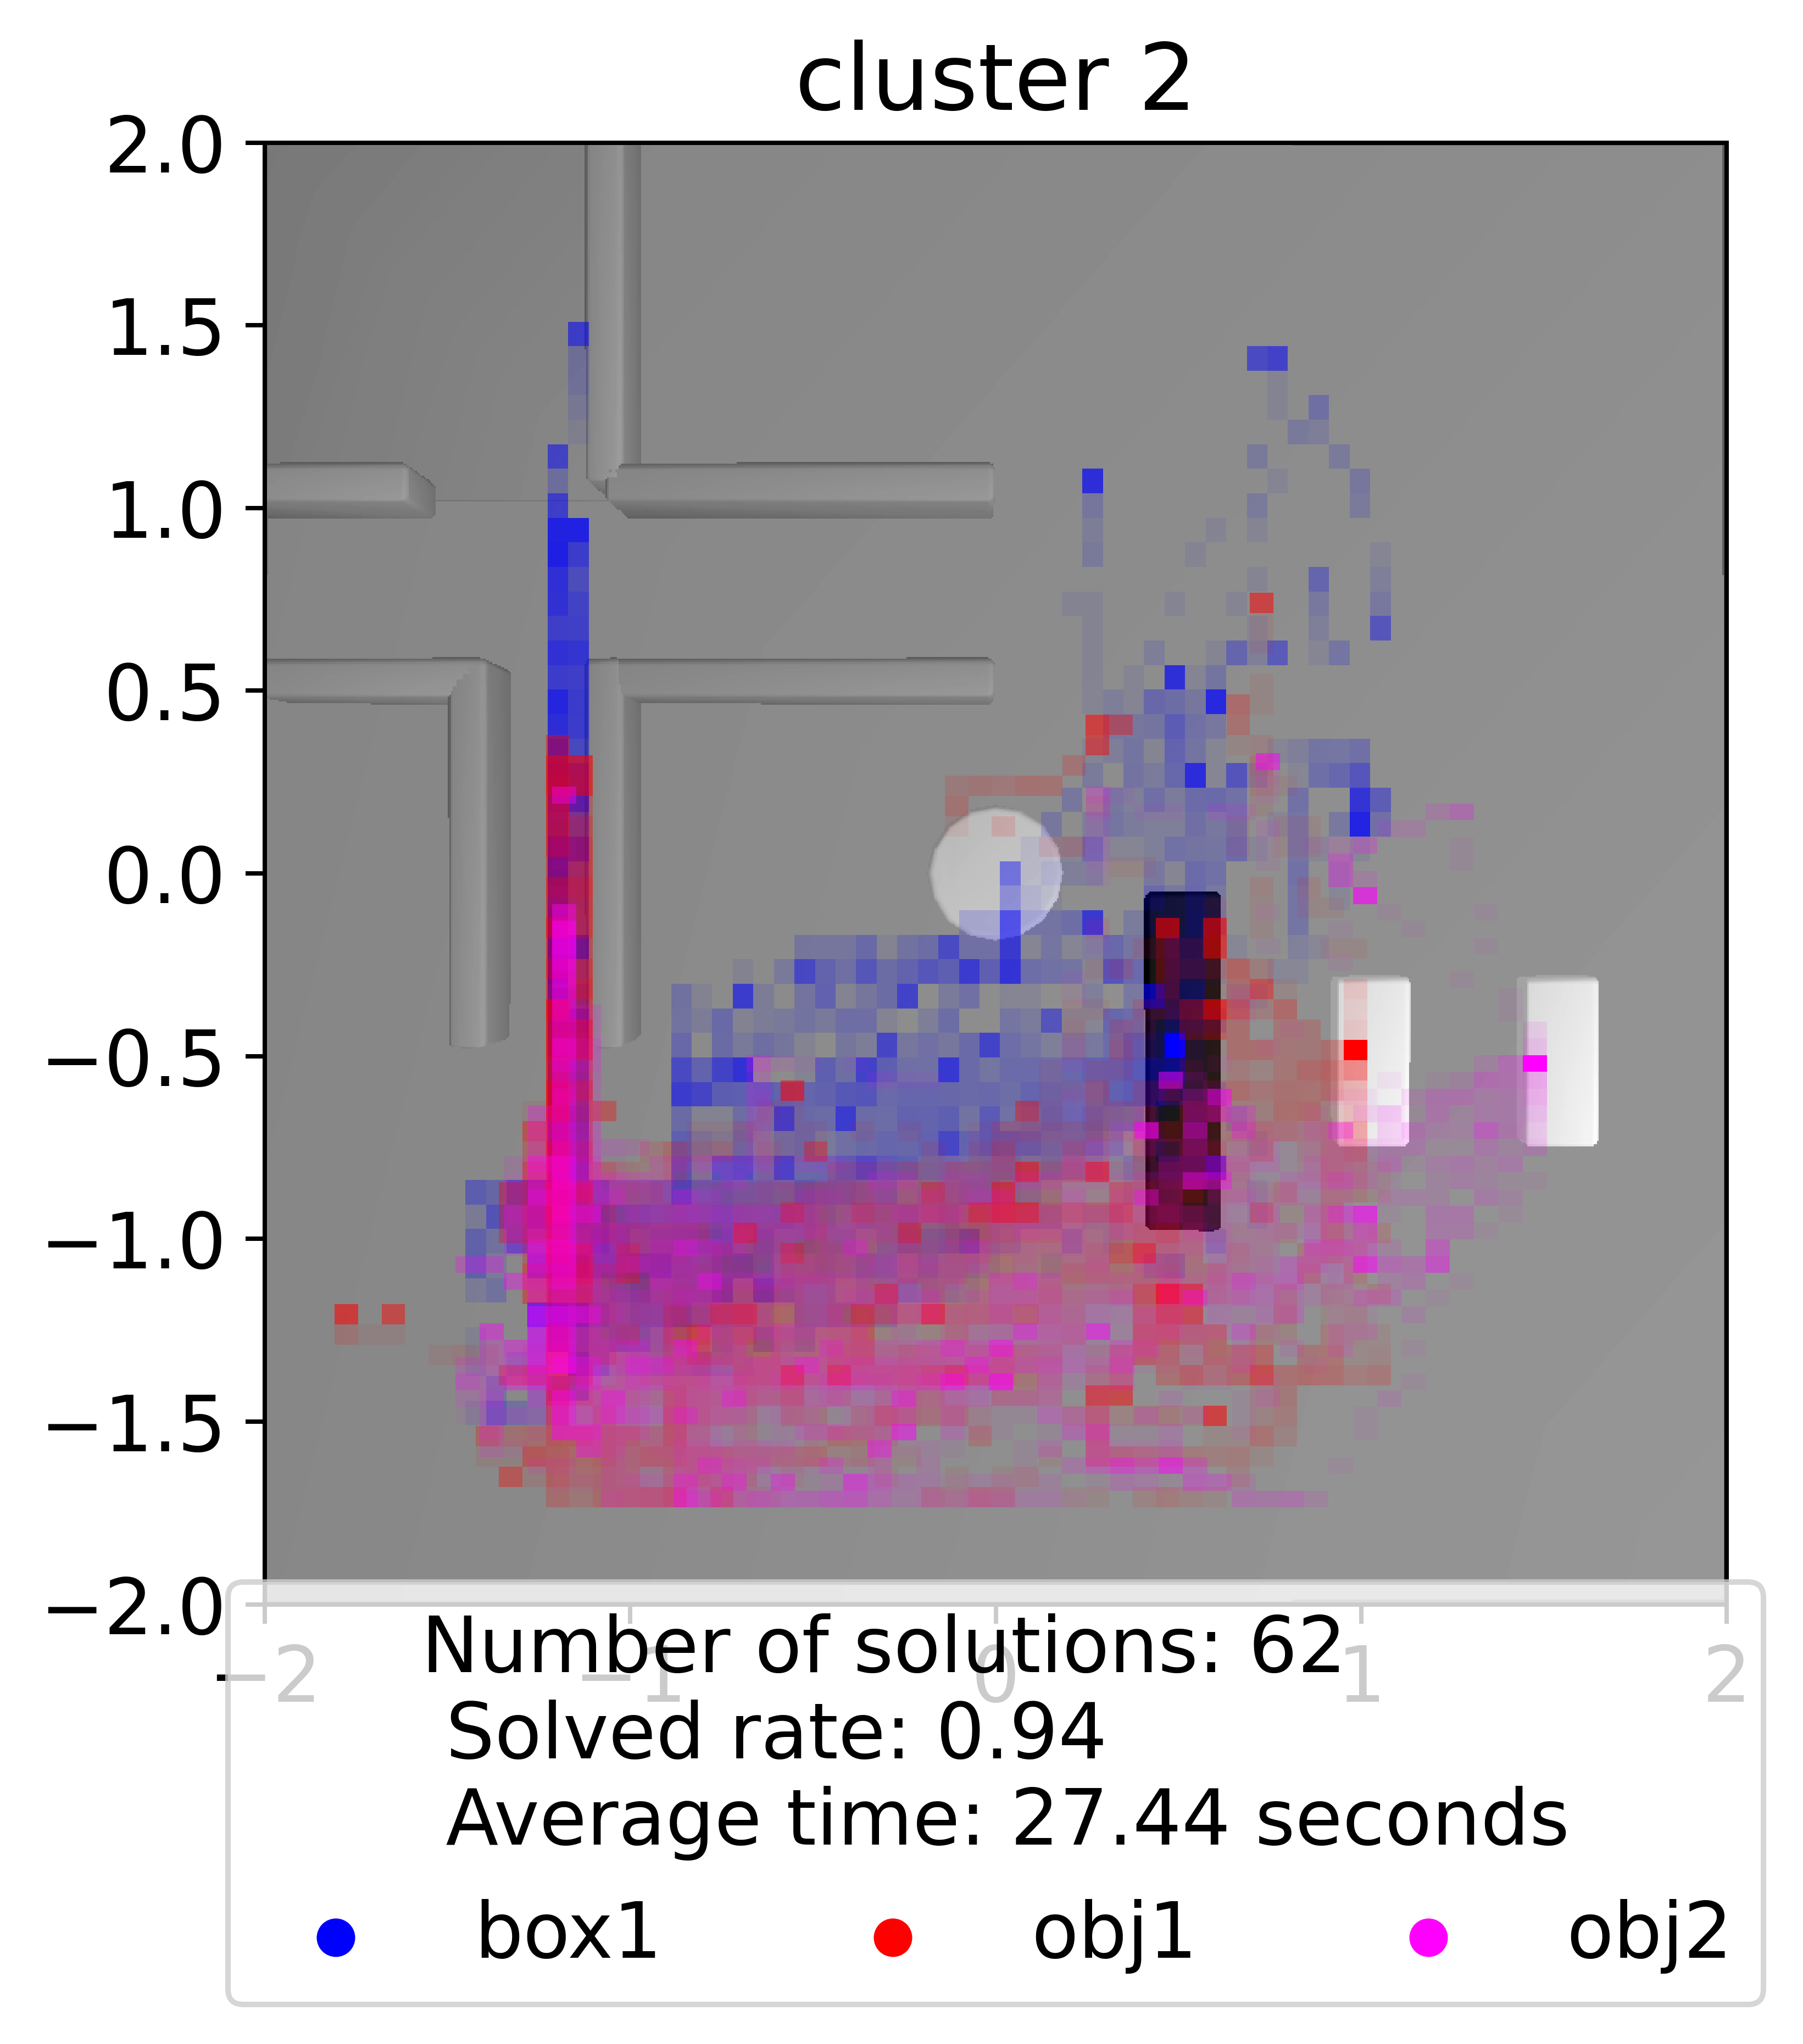 cluster 2
2.0
1.5
1.0
0.5
0.0
−0.5
−1.0
−1.5
−2.0
−2 −1 0 1 2
Number of solutions: 62
Solved rate: 0.94
Average time: 27.44 seconds
box1 obj1 obj2